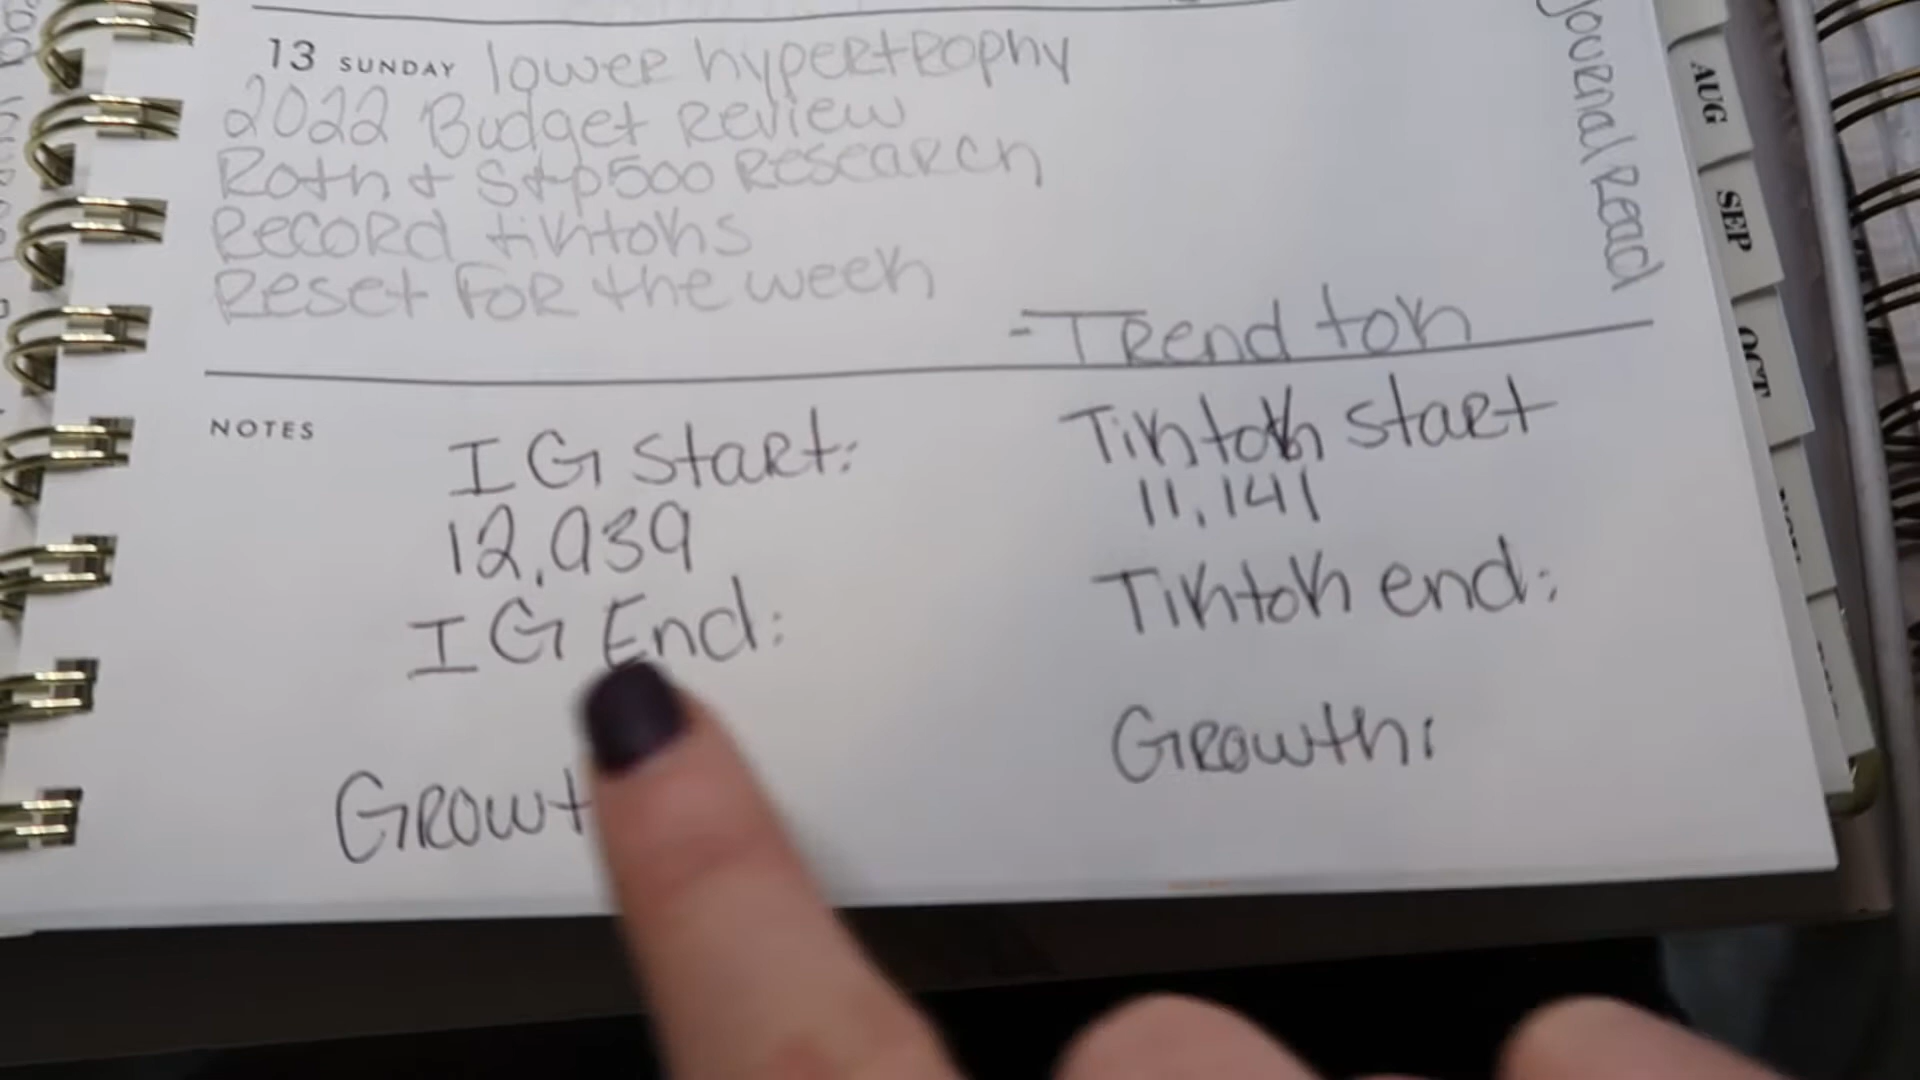 13 SUNDAY lower hypertrophy
2022 Budget Review
Roth + S+P500 Research
Record tiktoks
Reset for the week
- Trend tok
Journal Read
NOTES
IG Start:
12,939
IG End:
Growt
Tiktok start
11,141
Tiktok end:
Growth:
AUG
SEP
OCT